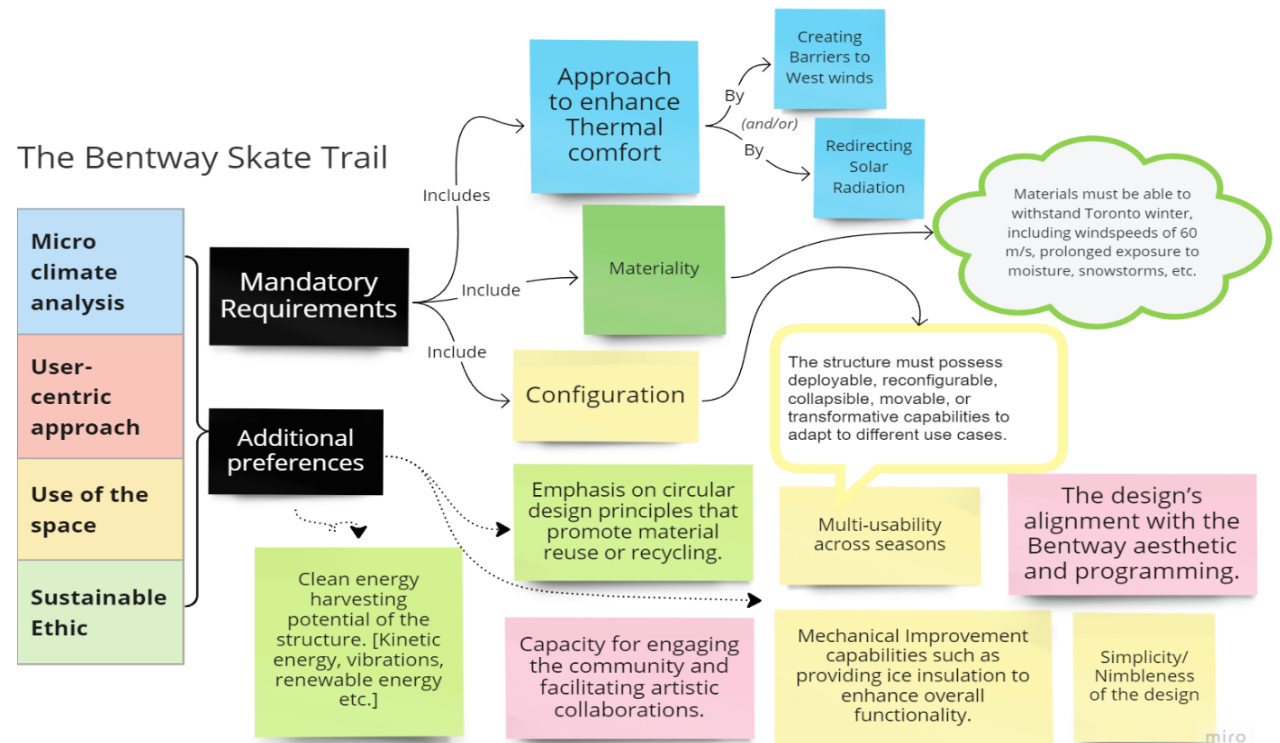 The Bentway Skate Trail
Micro
climate
analysis
User-
centric
approach
Use of the
space
Sustainable
Ethic
Mandatory
Requirements
Additional
preferences
Includes
Include
Include
Approach
to enhance
Thermal
comfort
By
(and/or)
By
Creating
Barriers to
West winds
Redirecting
Solar
Radiation
Materiality
Materials must be able to
withstand Toronto winter,
including windspeeds of 60
m/s, prolonged exposure to
moisture, snowstorms, etc.
Configuration
The structure must possess
deployable, reconfigurable,
collapsible, movable, or
transformative capabilities to
adapt to different use cases.
Clean energy
harvesting
potential of the
structure. [Kinetic
energy, vibrations,
renewable energy
etc.]
Emphasis on circular
design principles that
promote material
reuse or recycling.
Multi-usability
across seasons
The design's
alignment with the
Bentway aesthetic
and programming.
Capacity for engaging
the community and
facilitating artistic
collaborations.
Mechanical Improvement
capabilities such as
providing ice insulation to
enhance overall
functionality.
Simplicity/
Nimbleness
of the design
miro